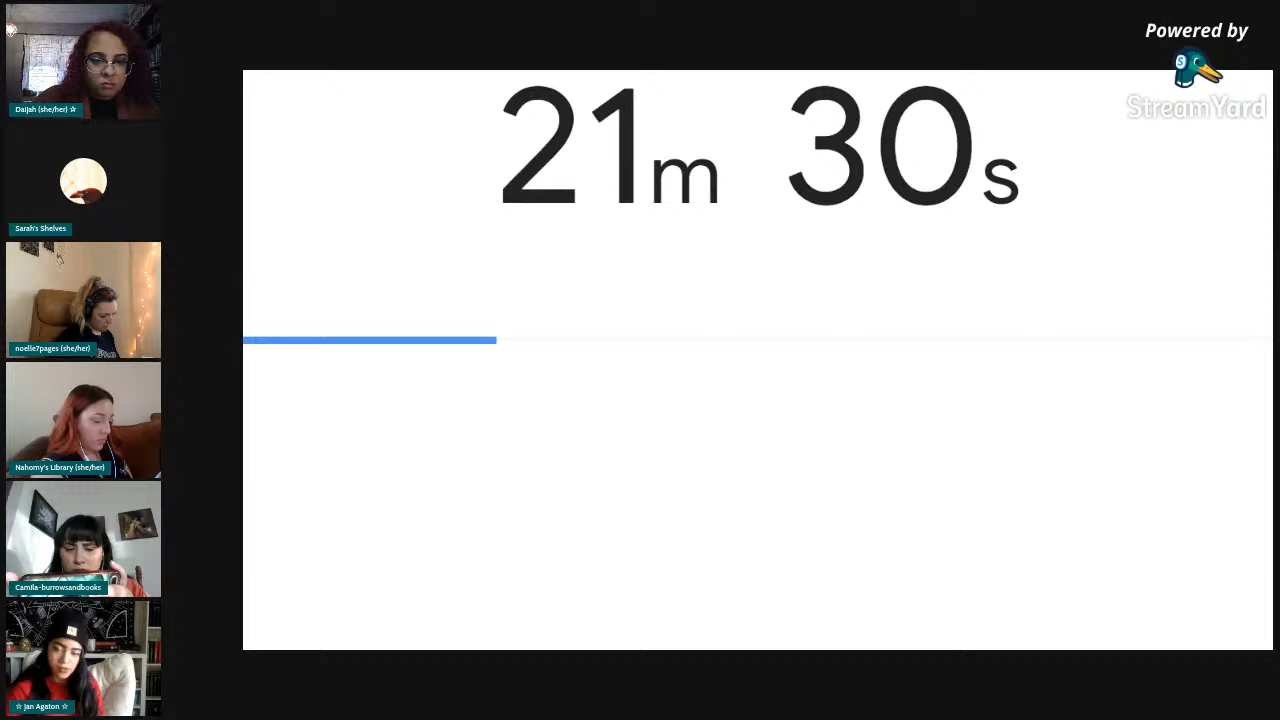 Powered by
StreamYard
21m 30s
Daijah (she/her) ☆
Sarah's Shelves
noelle7pages (she/her)
Nahomy's Library (she/her)
Camila-burrowsandbooks
☆ Jan Agaton ☆